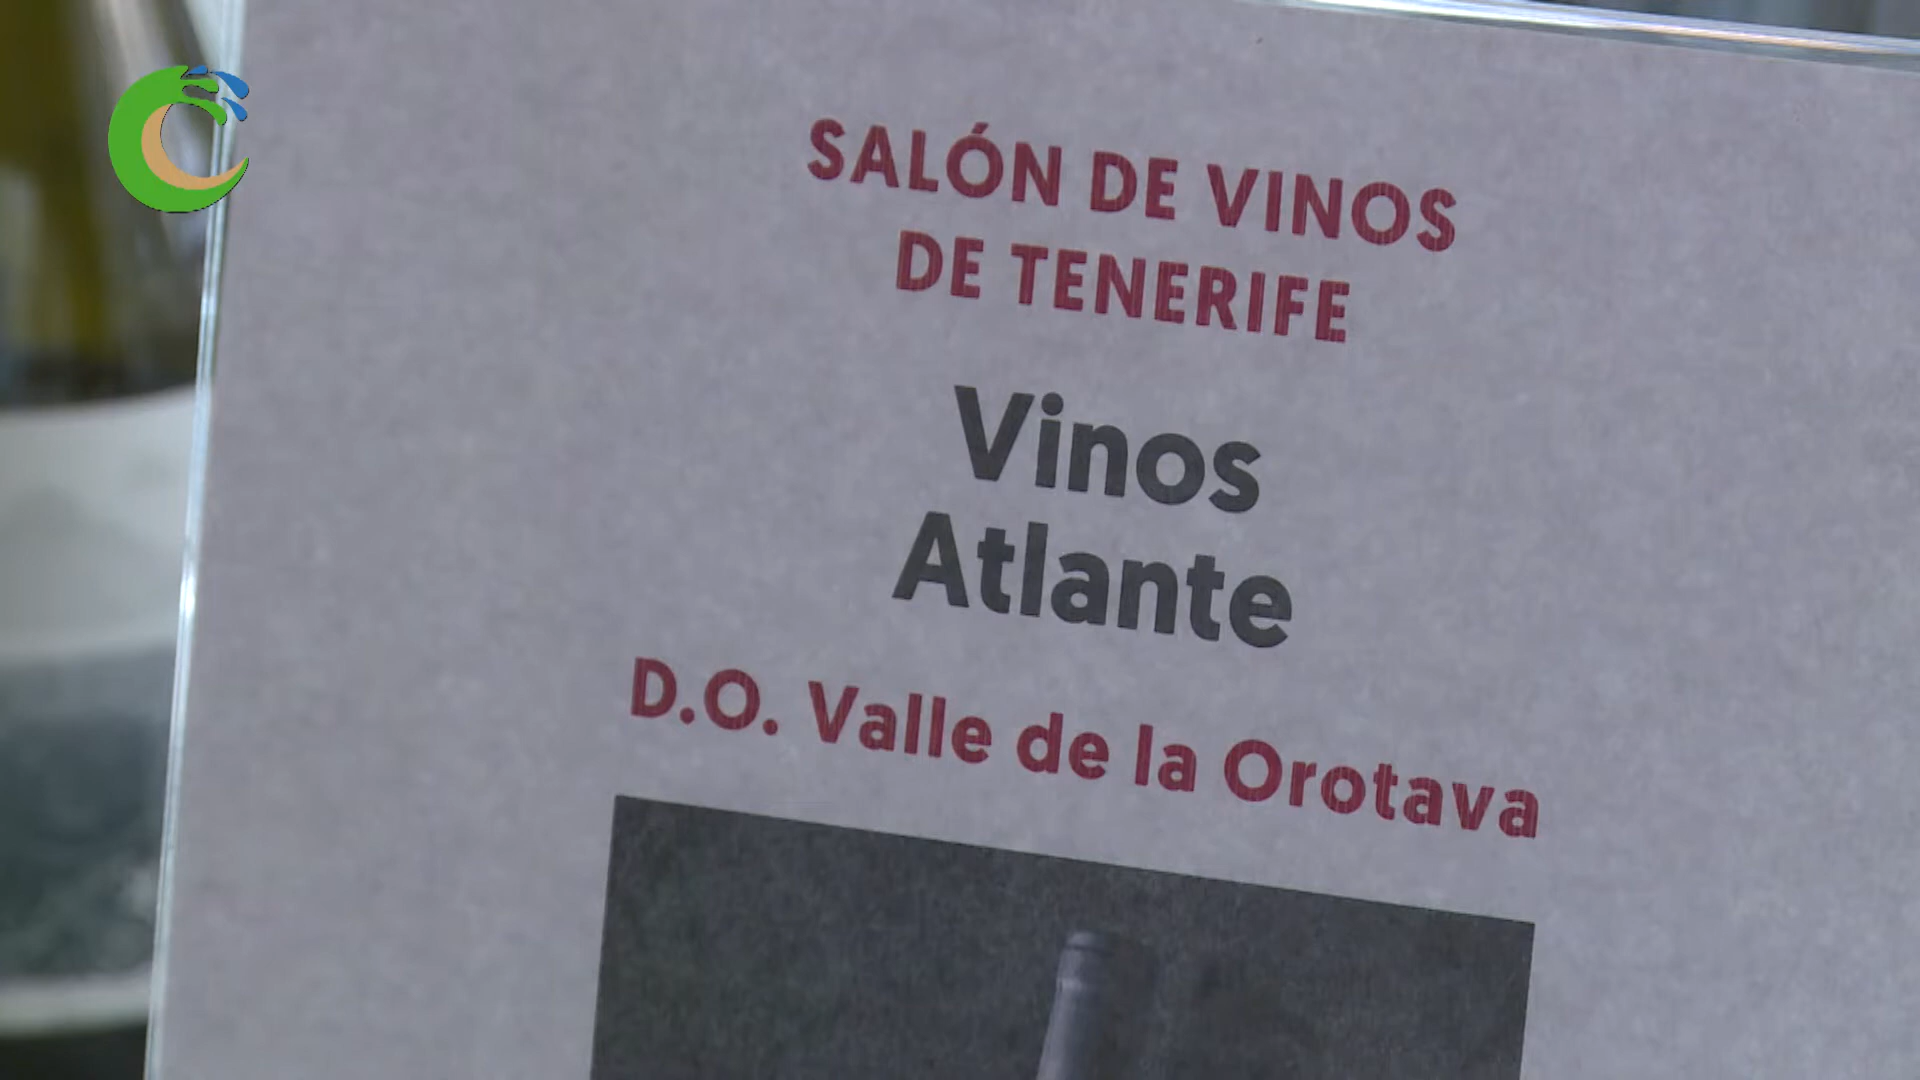 SALÓN DE VINOS
DE TENERIFE
Vinos
Atlante
D.O. Valle de la Orotava